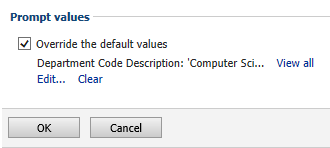 Prompt values
Override the default values
Department Code Description: 'Computer Sci... View all
Edit... Clear
OK Cancel